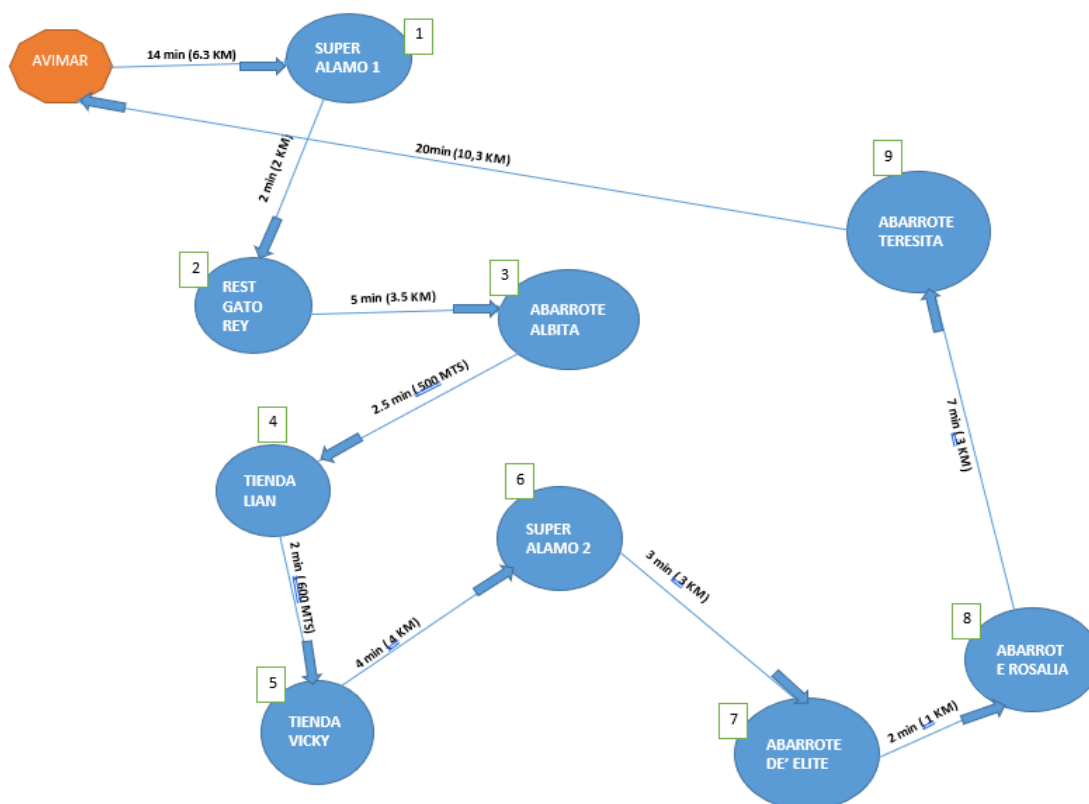 AVIMAR
14 min (6.3 KM)
SUPER
ALAMO 1
1
2 min (2 KM)
20min (10,3 KM)
9
ABARROTE
TERESITA
2
REST
GATO
REY
5 min (3.5 KM)
3
ABARROTE
ALBITA
2.5 min (.500 MTS)
4
TIENDA
LIAN
2 min (.600 MTS)
5
TIENDA
VICKY
4 min (.4 KM)
6
SUPER
ALAMO 2
3 min (.3 KM)
7
ABARROTE
DE' ELITE
2 min (.1 KM)
8
ABARROT
E ROSALIA
7 min (.3 KM)